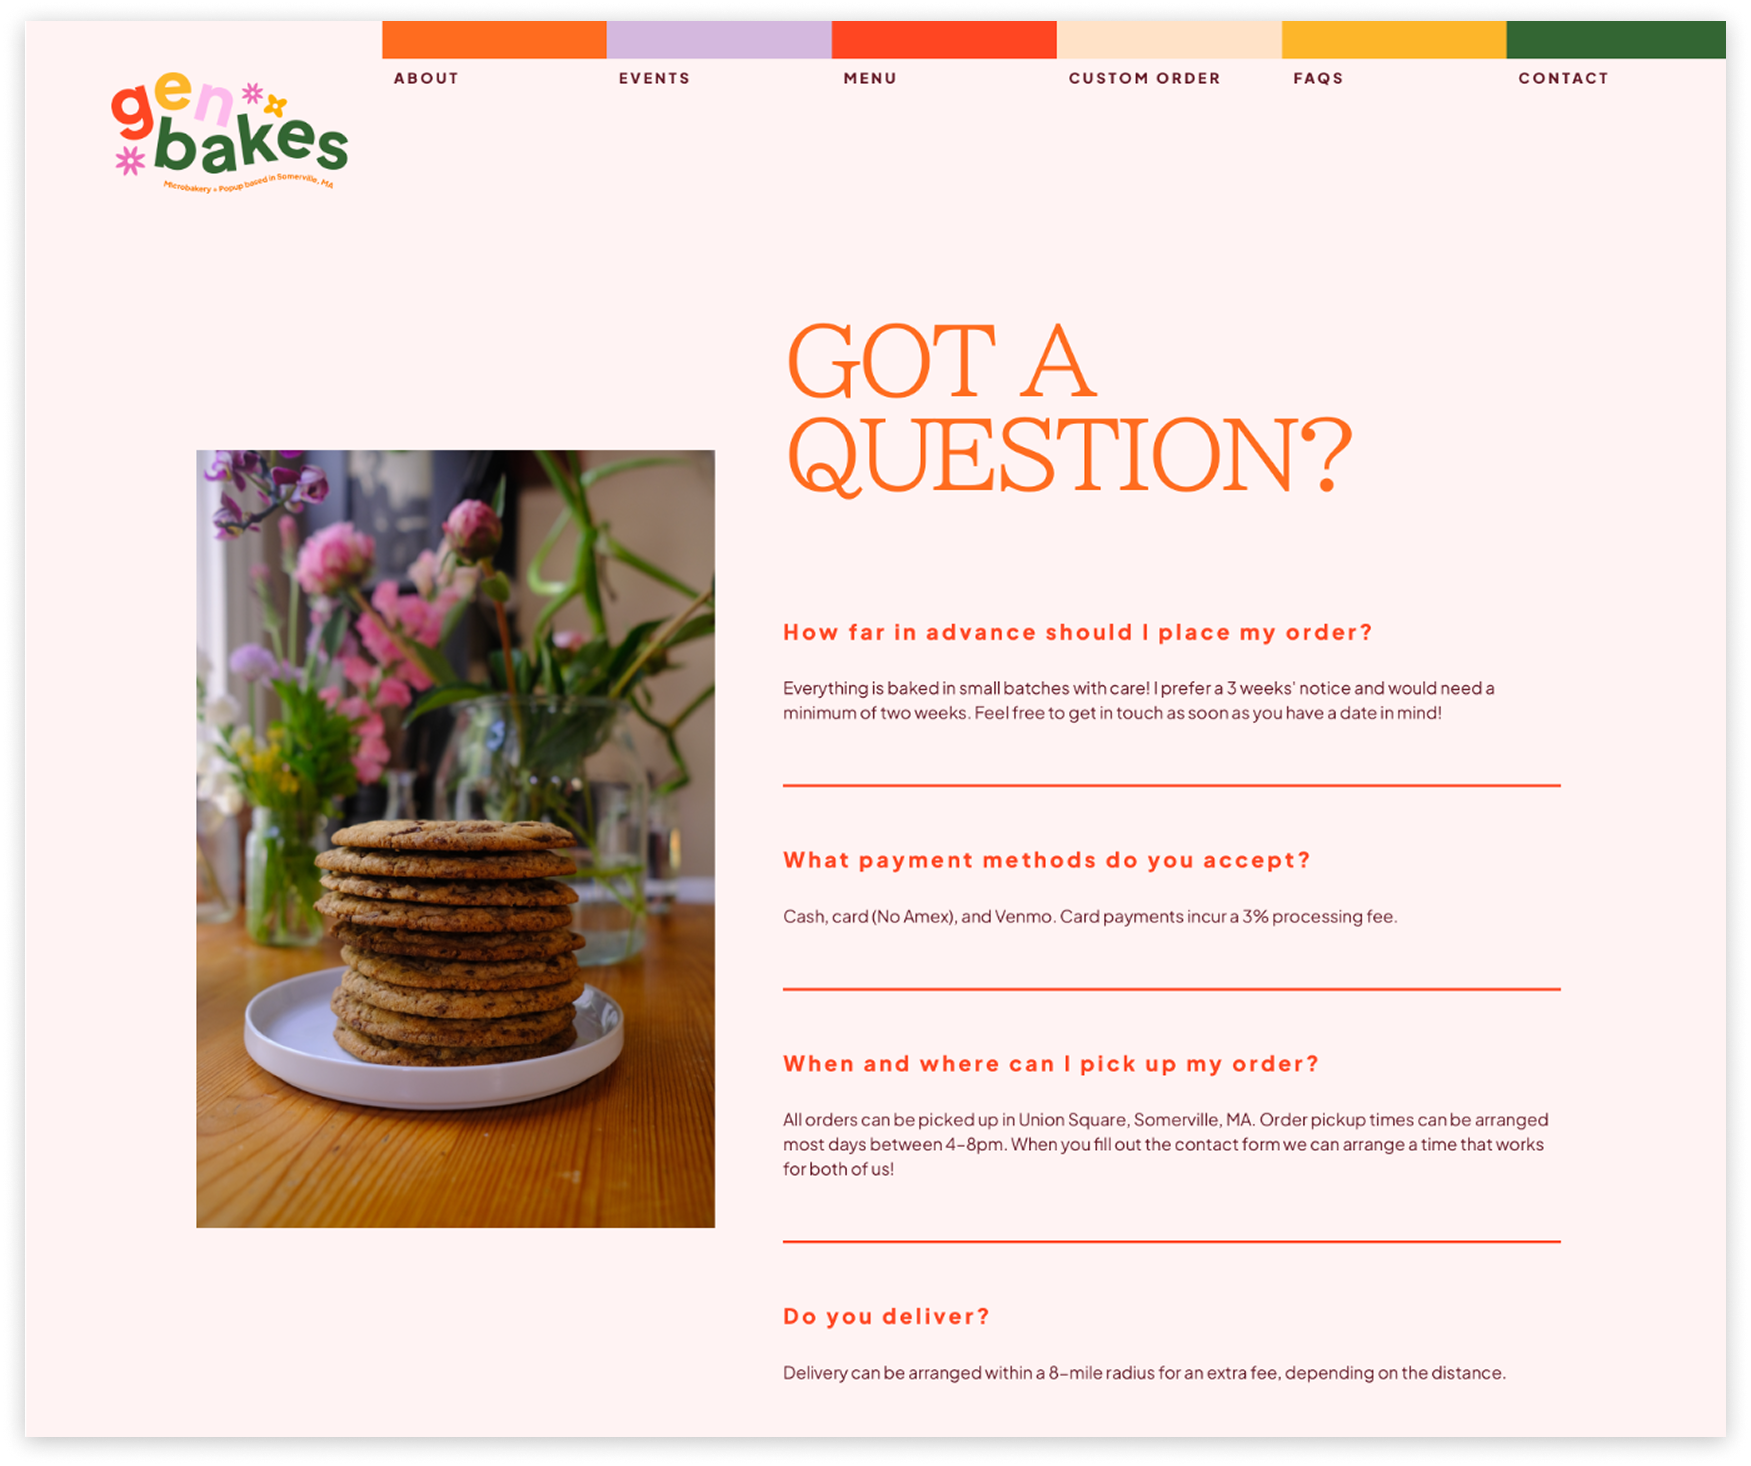 gen
bakes
Microbakery + Popup based in Somerville, MA
ABOUT
EVENTS
MENU
CUSTOM ORDER
FAQS
CONTACT
GOT A
QUESTION?
How far in advance should I place my order?
Everything is baked in small batches with care! I prefer a 3 weeks' notice and would need a
minimum of two weeks. Feel free to get in touch as soon as you have a date in mind!
What payment methods do you accept?
Cash, card (No Amex), and Venmo. Card payments incur a 3% processing fee.
When and where can I pick up my order?
All orders can be picked up in Union Square, Somerville, MA. Order pickup times can be arranged
most days between 4–8pm. When you fill out the contact form we can arrange a time that works
for both of us!
Do you deliver?
Delivery can be arranged within a 8–mile radius for an extra fee, depending on the distance.